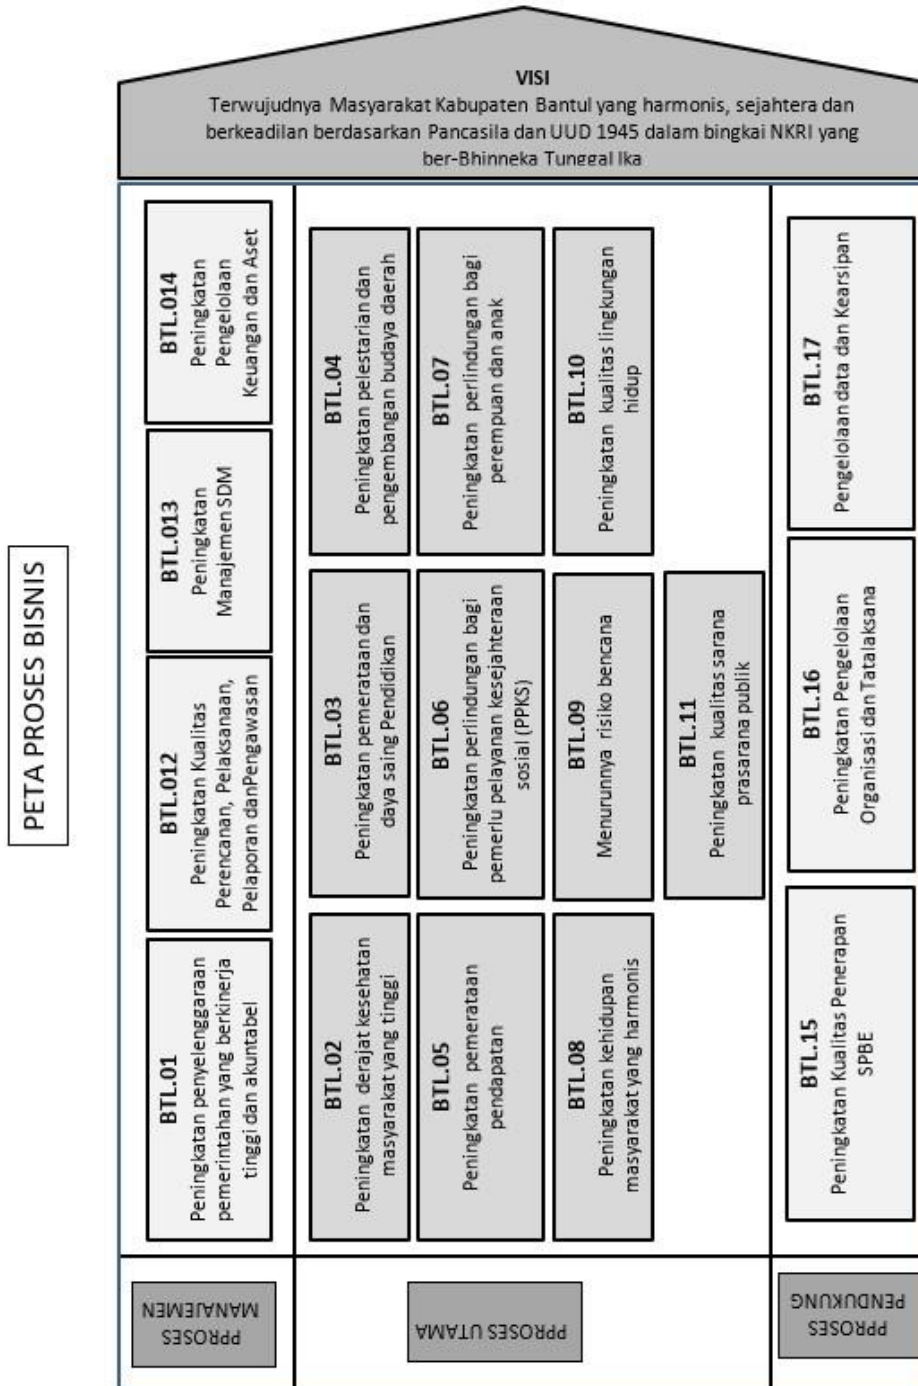 PETA PROSES BISNIS
VISI
Terwujudnya Masyarakat Kabupaten Bantul yang harmonis, sejahtera dan
berkeadilan berdasarkan Pancasila dan UUD 1945 dalam bingkai NKRI yang
ber-Bhinneka Tunggal Ika
PPROSES
MANAJEMEN
BTL.01
Peningkatan penyelenggaraan
pemerintahan yang berkinerja
tinggi dan akuntabel
BTL.012
Peningkatan Kualitas
Perencanan, Pelaksanaan,
Pelaporan danPengawasan
BTL.013
Peningkatan
Manajemen SDM
BTL.014
Peningkatan
Pengelolaan
Keuangan dan Aset
PPROSES UTAMA
BTL.02
Peningkatan derajat kesehatan
masyarakat yang tinggi
BTL.03
Peningkatan pemerataan dan
daya saing Pendidikan
BTL.04
Peningkatan pelestarian dan
pengembangan budaya daerah
BTL.05
Peningkatan pemerataan
pendapatan
BTL.06
Peningkatan perlindungan bagi
pemerlu pelayanan kesejahteraan
sosial (PPKS)
BTL.07
Peningkatan perlindungan bagi
perempuan dan anak
BTL.08
Peningkatan kehidupan
masyarakat yang harmonis
BTL.09
Menurunnya risiko bencana
BTL.10
Peningkatan kualitas lingkungan
hidup
BTL.11
Peningkatan kualitas sarana
prasarana publik
PPROSES
PENDUKUNG
BTL.15
Peningkatan Kualitas Penerapan
SPBE
BTL.16
Peningkatan Pengelolaan
Organisasi dan Tatalaksana
BTL.17
Pengelolaan data dan Kearsipan